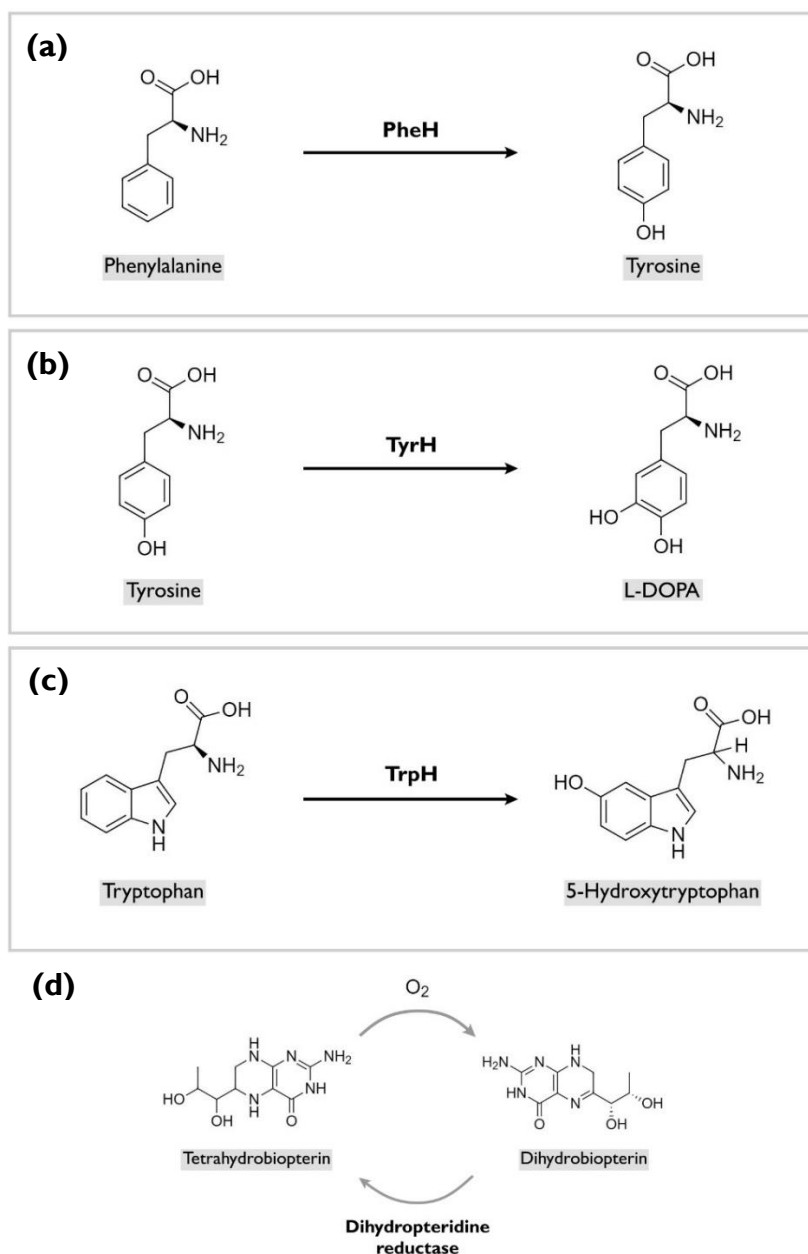 (a)
O
OH
NH2
PheH
O
OH
NH2
OH
Phenylalanine
Tyrosine
(b)
O
OH
NH2
OH
TyrH
O
OH
NH2
HO
OH
Tyrosine
L-DOPA
(c)
O
OH
NH2
N
H
TrpH
O
OH
H
NH2
HO
N
H
Tryptophan
5-Hydroxytryptophan
(d)
O2
H
N
N
NH2
NH
N
H
O
HO
OH
H2N
N
H
N
HN
N
O
OH
OH
Tetrahydrobiopterin
Dihydrobiopterin
Dihydropteridine
reductase